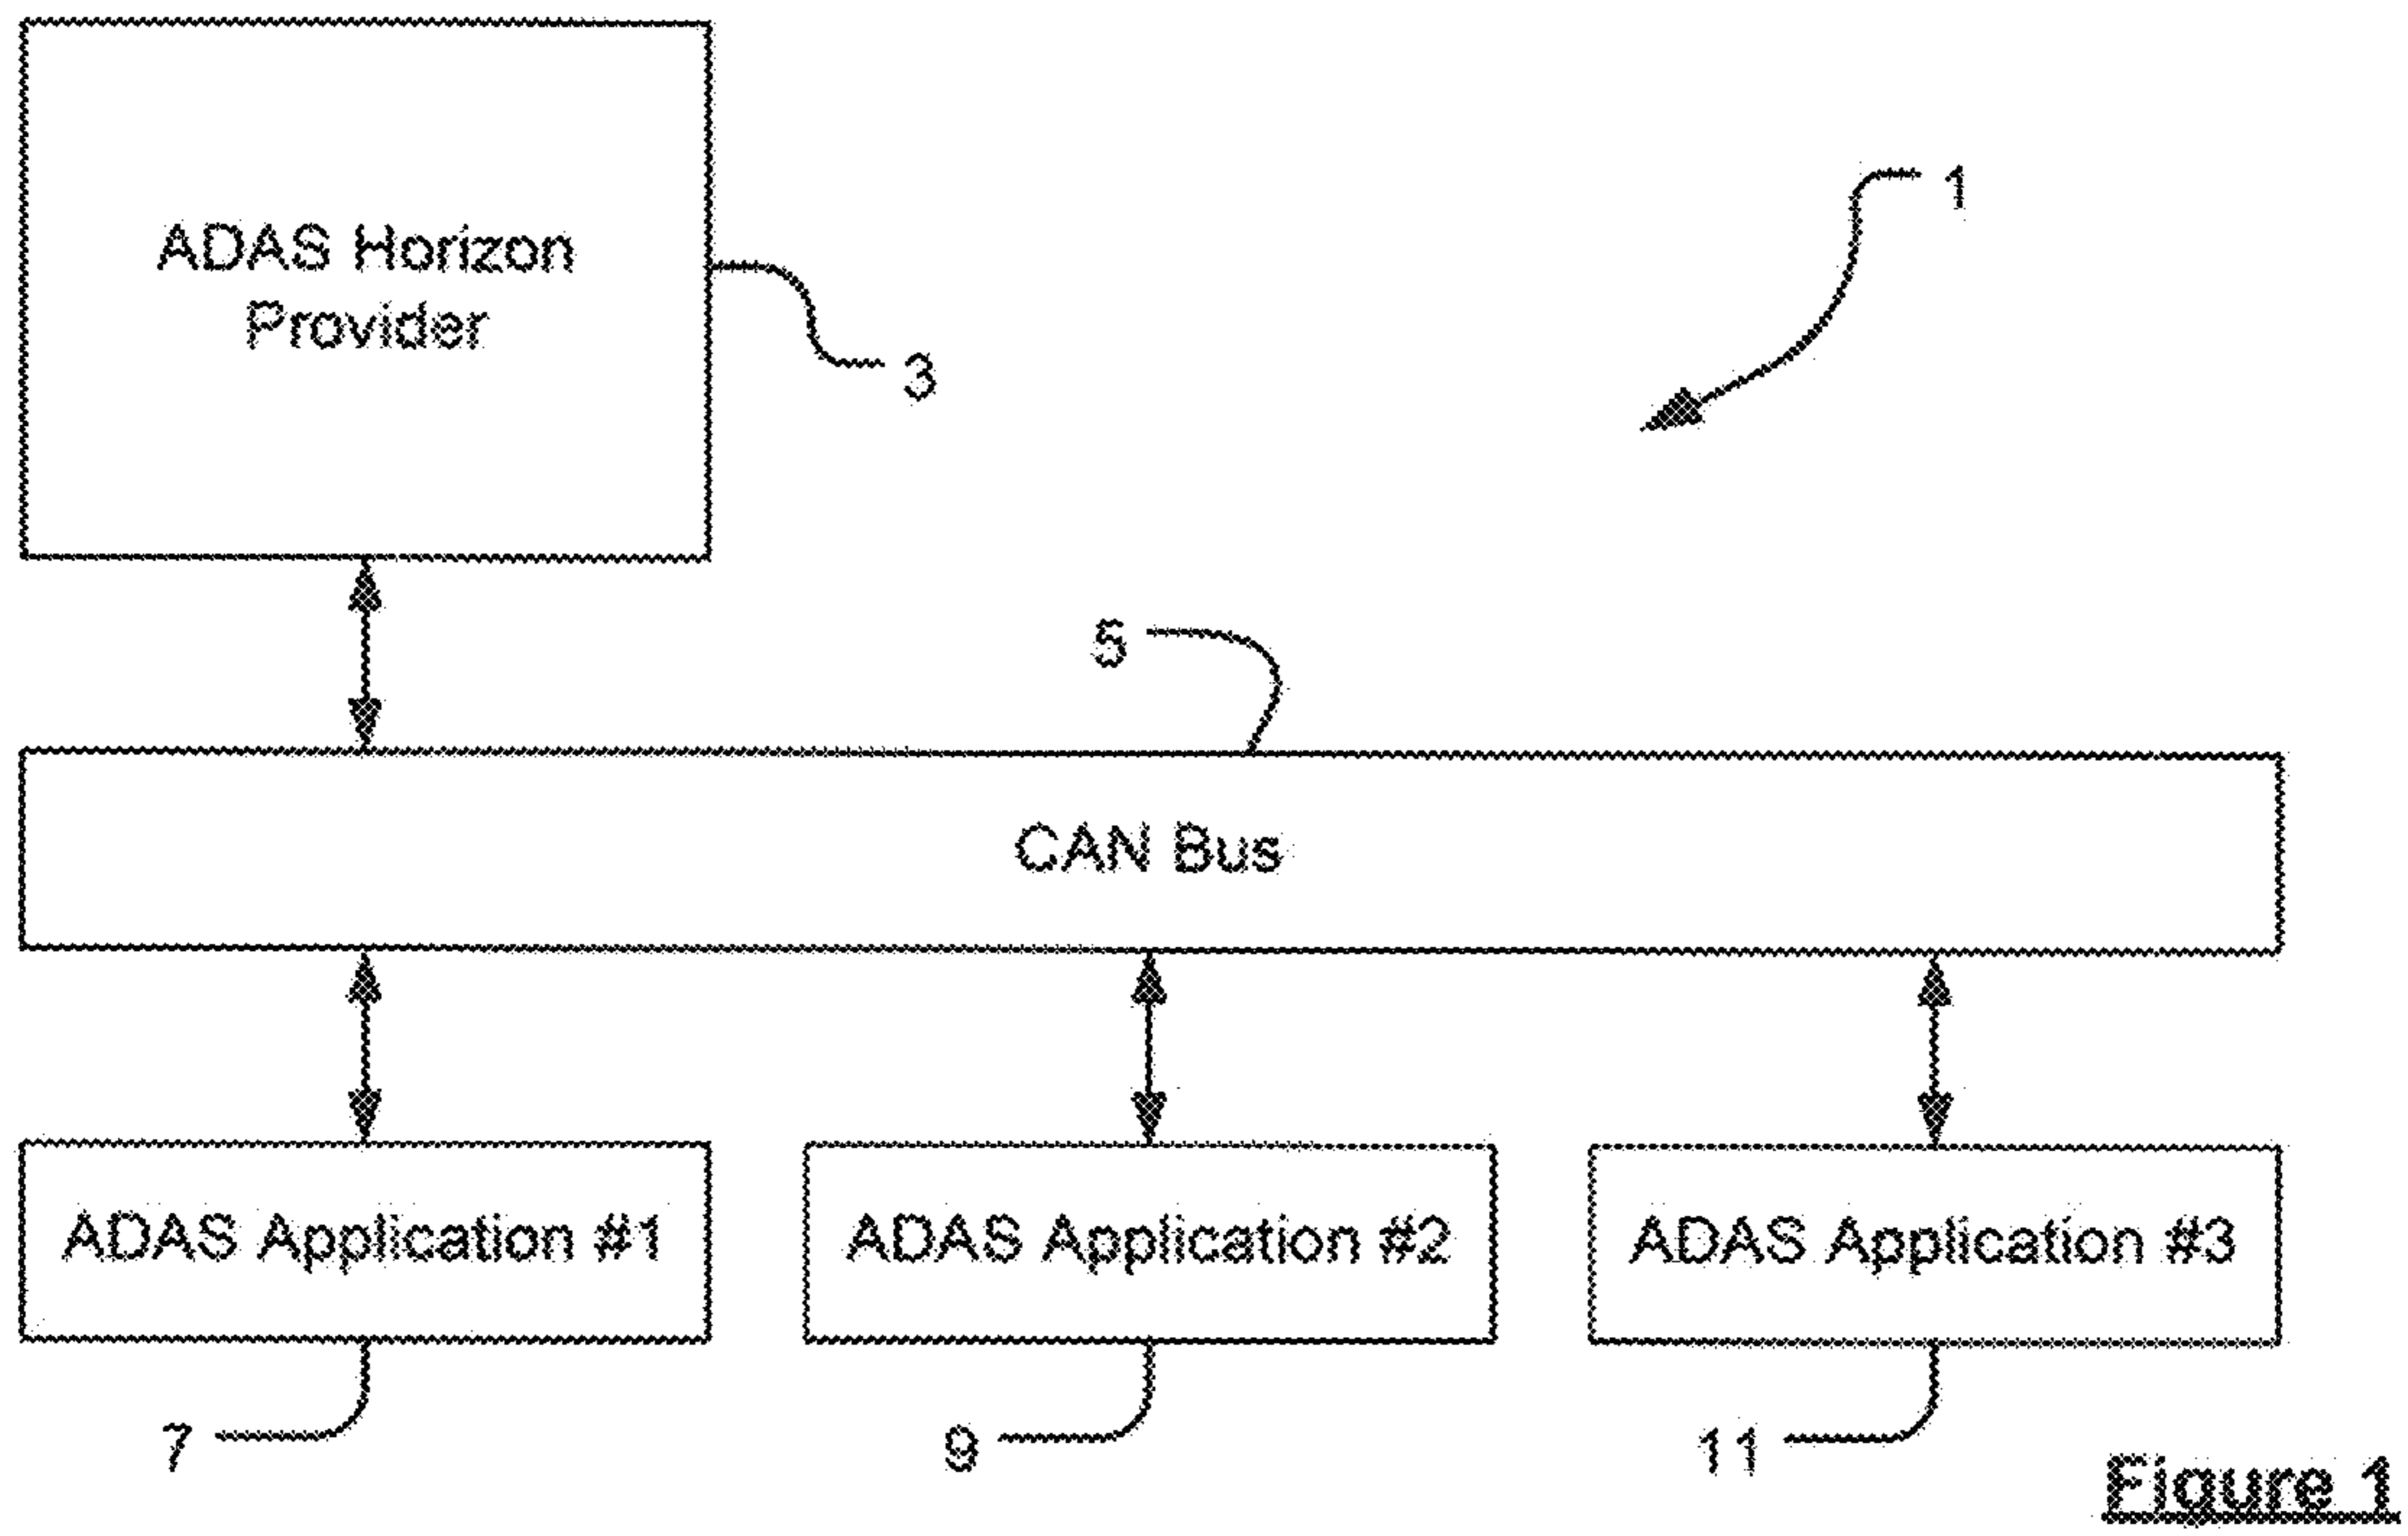 ADAS Horizon
Provider
1
3
5
CAN Bus
ADAS Application #1
ADAS Application #2
ADAS Application #3
7
9
11
Figure 1